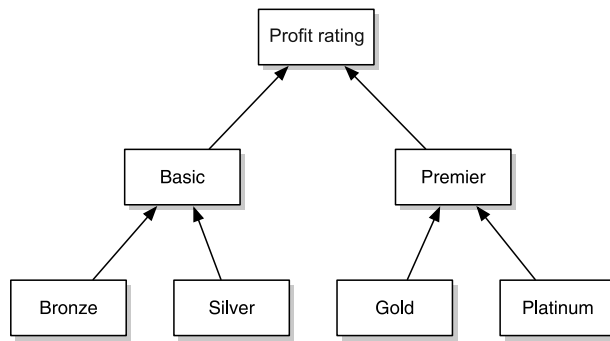 Profit rating
Basic
Premier
Bronze
Silver
Gold
Platinum